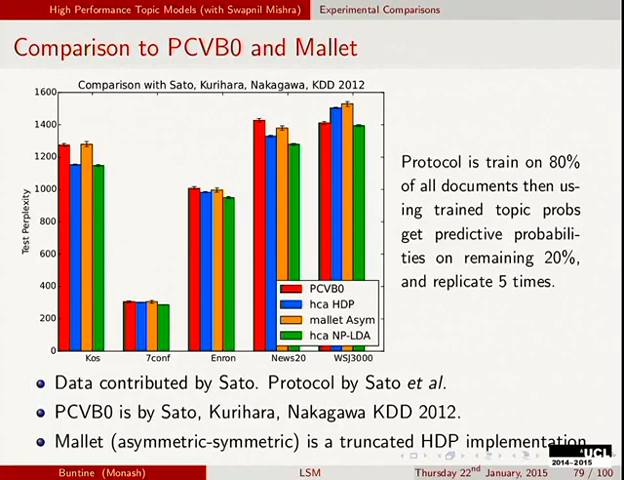 High Performance Topic Models (with Swapnil Mishra) Experimental Comparisons
Comparison to PCVB0 and Mallet
Comparison with Sato, Kurihara, Nakagawa, KDD 2012
1600
1400
1200
1000
800
600
400
200
0
Test Perplexity
Kos 7conf Enron News20 WSJ3000
PCVB0
hca HDP
mallet Asym
hca NP-LDA
Protocol is train on 80%
of all documents then us-
ing trained topic probs
get predictive probabili-
ties on remaining 20%,
and replicate 5 times.
Data contributed by Sato. Protocol by Sato et al.
PCVB0 is by Sato, Kurihara, Nakagawa KDD 2012.
Mallet (asymmetric-symmetric) is a truncated HDP implementation.
UCL
2014-2015
Buntine (Monash) LSM Thursday 22nd January, 2015 79 / 100